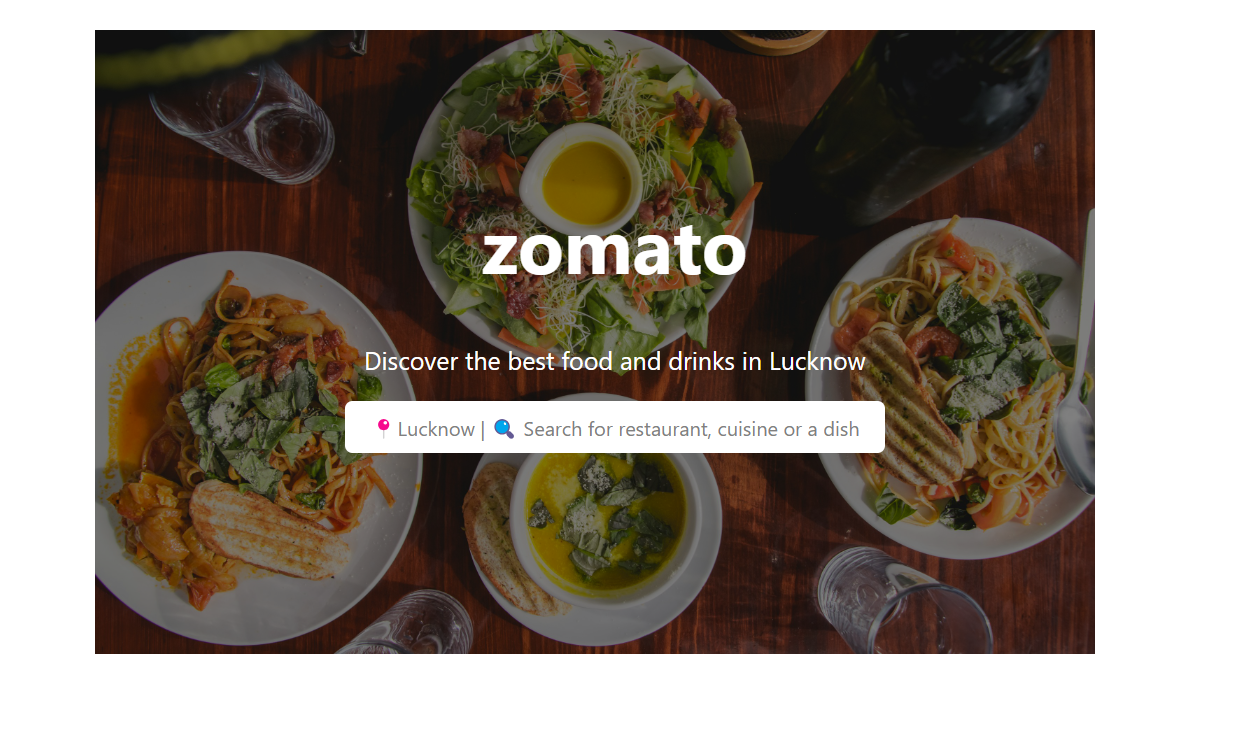 zomato
Discover the best food and drinks in Lucknow
📍 Lucknow | 🔍 Search for restaurant, cuisine or a dish